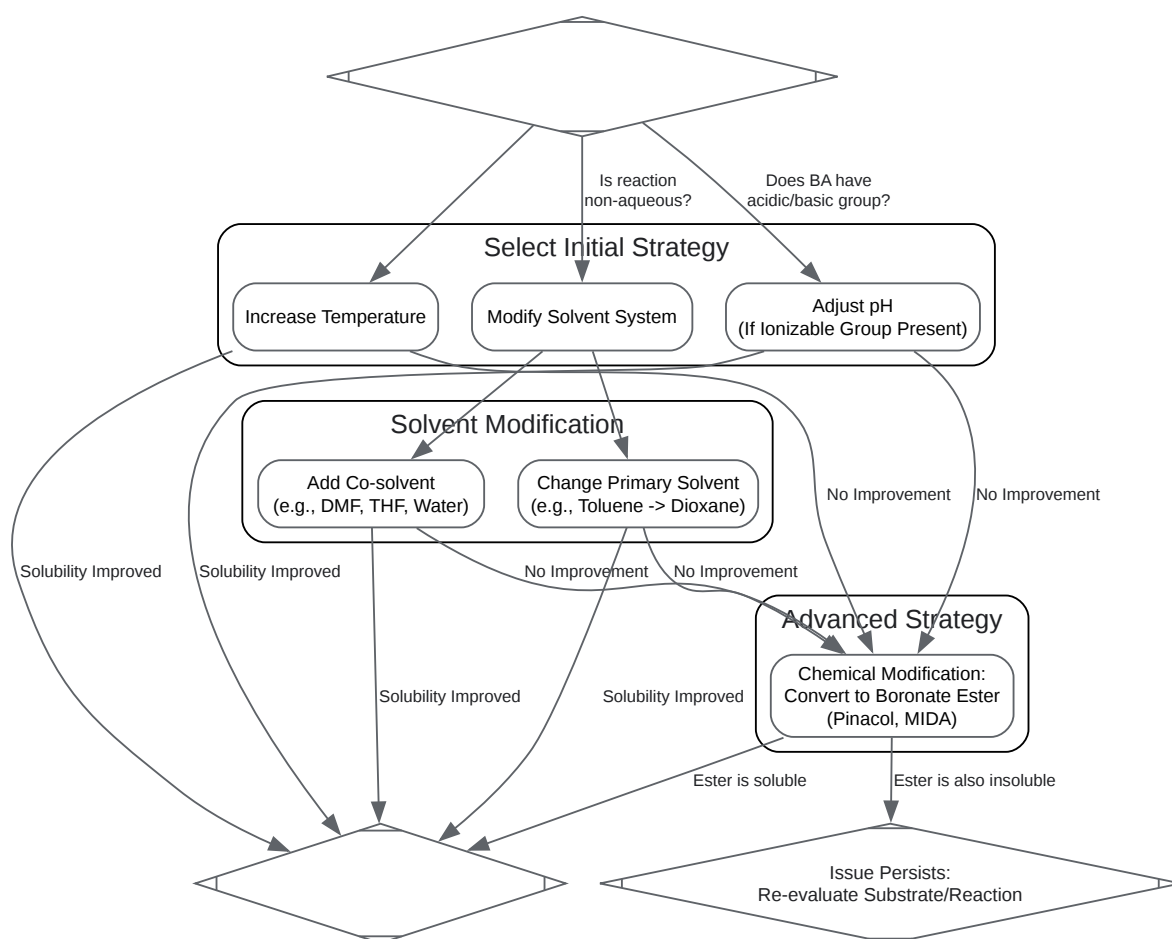 Is reaction
non-aqueous?
Does BA have
acidic/basic group?
Select Initial Strategy
Increase Temperature
Modify Solvent System
Adjust pH
(If Ionizable Group Present)
Solvent Modification
Add Co-solvent
(e.g., DMF, THF, Water)
Change Primary Solvent
(e.g., Toluene -> Dioxane)
No Improvement
No Improvement
Solubility Improved
Solubility Improved
No Improvement
No Improvement
Advanced Strategy
Chemical Modification:
Convert to Boronate Ester
(Pinacol, MIDA)
Solubility Improved
Solubility Improved
Ester is soluble
Ester is also insoluble
Issue Persists:
Re-evaluate Substrate/Reaction